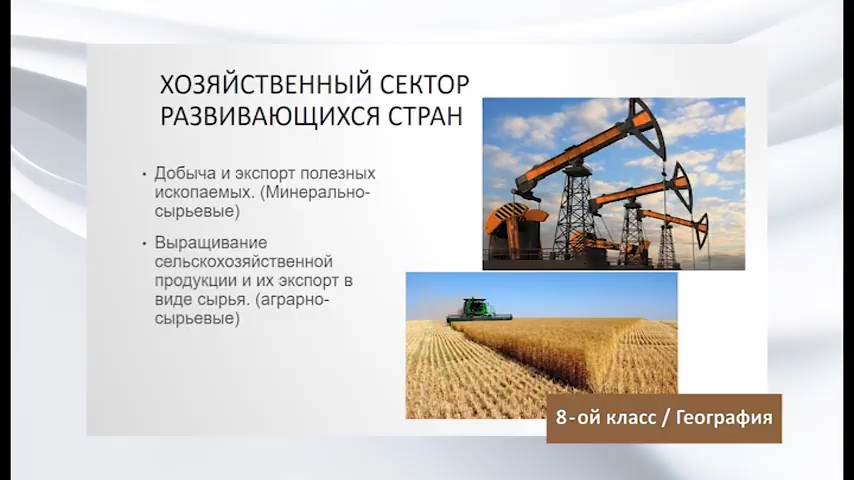 ХОЗЯЙСТВЕННЫЙ СЕКТОР
РАЗВИВАЮЩИХСЯ СТРАН
• Добыча и экспорт полезных
ископаемых. (Минерально-
сырьевые)
• Выращивание
сельскохозяйственной
продукции и их экспорт в
виде сырья. (аграрно-
сырьевые)
8-ой класс / География